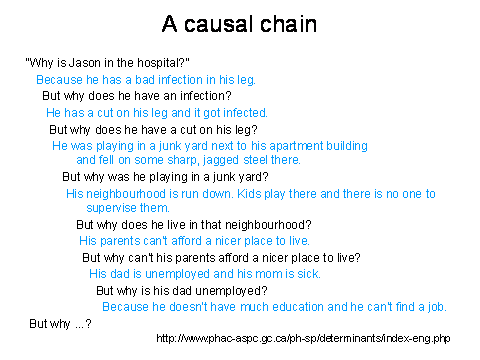 A causal chain
"Why is Jason in the hospital?"
Because he has a bad infection in his leg.
But why does he have an infection?
He has a cut on his leg and it got infected.
But why does he have a cut on his leg?
He was playing in a junk yard next to his apartment building
and fell on some sharp, jagged steel there.
But why was he playing in a junk yard?
His neighbourhood is run down. Kids play there and there is no one to
supervise them.
But why does he live in that neighbourhood?
His parents can't afford a nicer place to live.
But why can't his parents afford a nicer place to live?
His dad is unemployed and his mom is sick.
But why is his dad unemployed?
Because he doesn't have much education and he can't find a job.
But why ...?
http://www.phac-aspc.gc.ca/ph-sp/determinants/index-eng.php